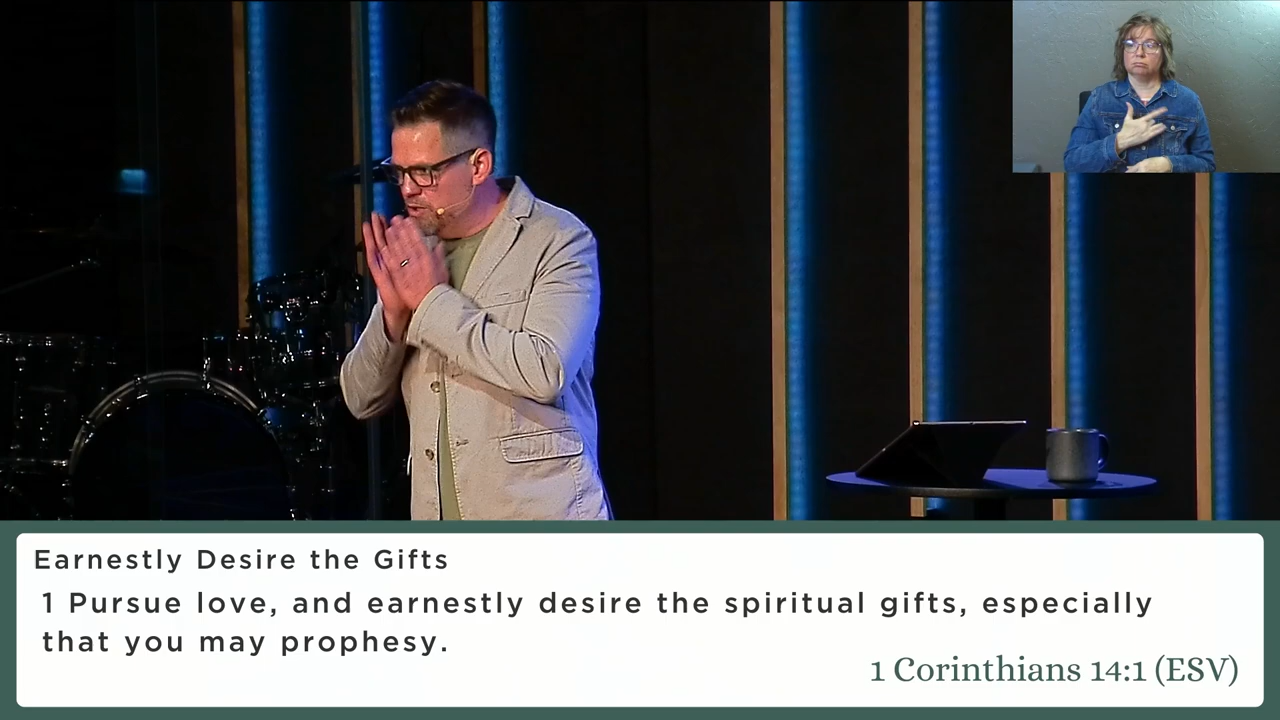 Earnestly Desire the Gifts
1 Pursue love, and earnestly desire the spiritual gifts, especially
that you may prophesy.
1 Corinthians 14:1 (ESV)